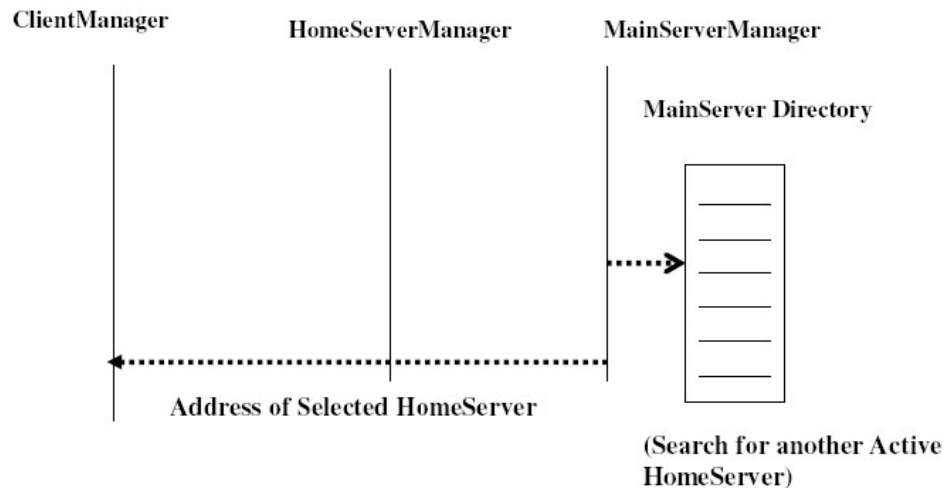 ClientManager
HomeServerManager
MainServerManager
MainServer Directory
Address of Selected HomeServer
(Search for another Active
HomeServer)